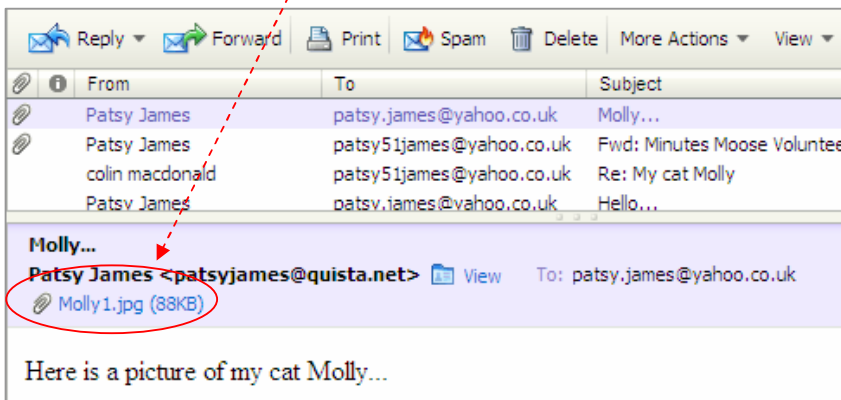 Reply Forward Print Spam Delete More Actions View
From To Subject
Patsy James patsy.james@yahoo.co.uk Molly...
Patsy James patsy51james@yahoo.co.uk Fwd: Minutes Moose Voluntee
colin macdonald patsy51james@yahoo.co.uk Re: My cat Molly
Patsy James patsy.james@yahoo.co.uk Hello...
Molly...
Patsy James <patsyjames@quista.net> View To: patsy.james@yahoo.co.uk
Molly1.jpg (88KB)
Here is a picture of my cat Molly...